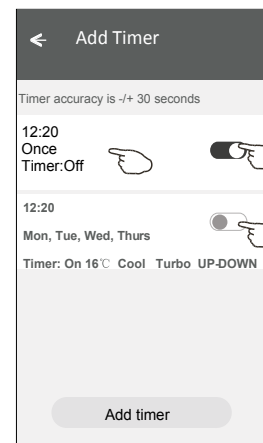 Add Timer
Timer accuracy is -/+ 30 seconds
12:20
Once
Timer:Off
12:20
Mon, Tue, Wed, Thurs
Timer: On 16℃ Cool Turbo UP-DOWN
Add timer